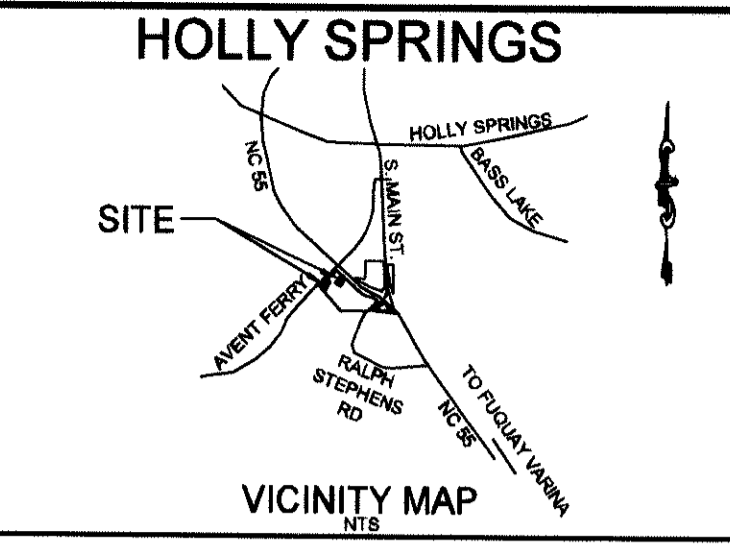 HOLLY SPRINGS
HOLLY SPRINGS
NC 55
BASS LAKE
S. MAIN ST.
SITE
AVENT FERRY
RALPH
STEPHENS
RD
TO FUQUAY VARINA
NC 55
VICINITY MAP
NTS